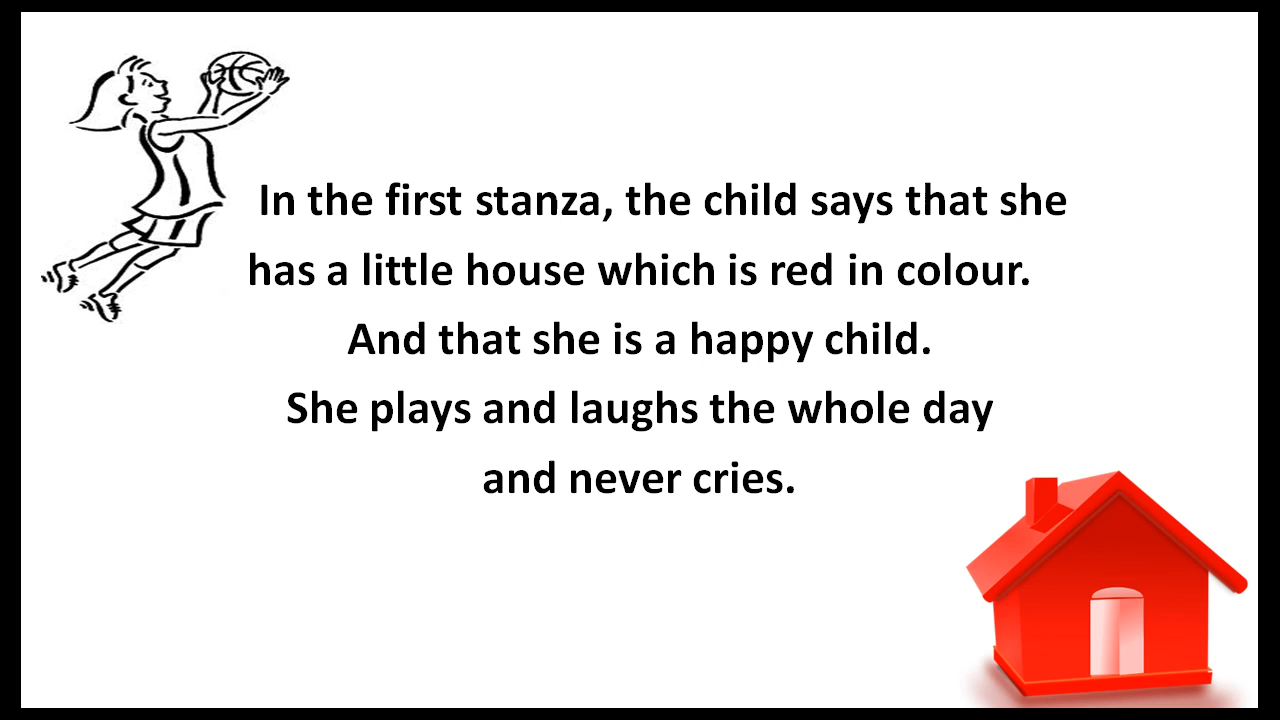 In the first stanza, the child says that she
has a little house which is red in colour.
And that she is a happy child.
She plays and laughs the whole day
and never cries.